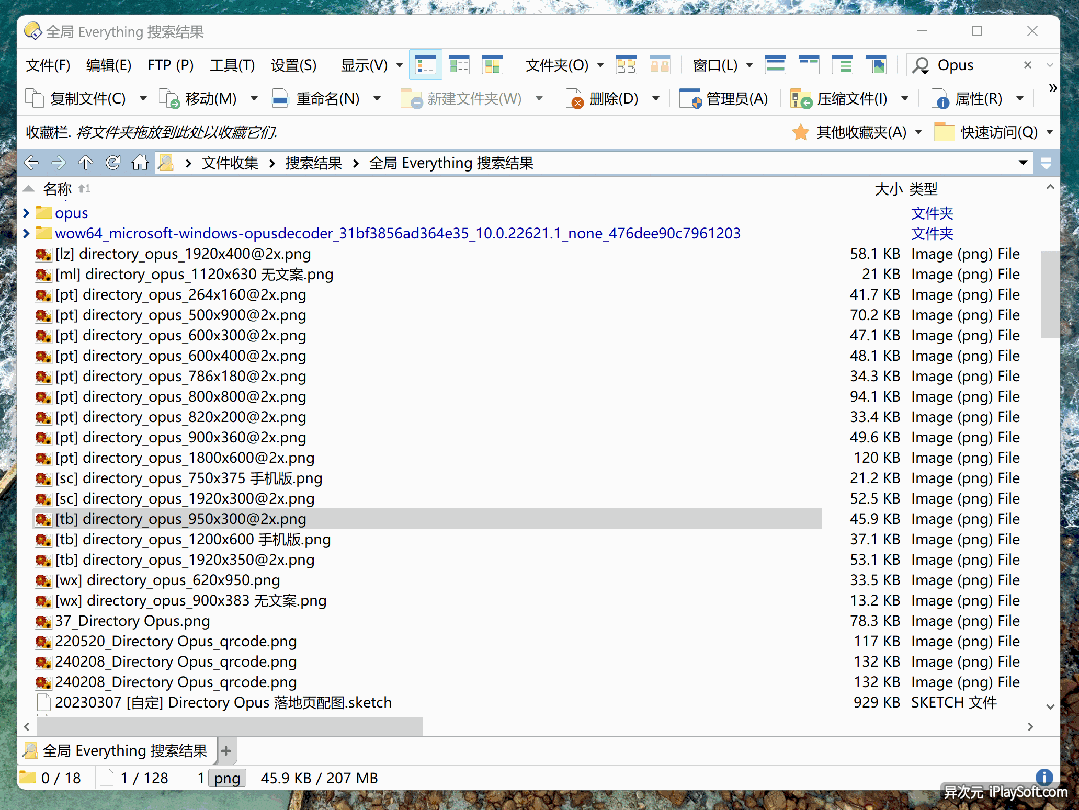 全局 Everything 搜索结果
文件(F) 编辑(E) FTP (P) 工具(T) 设置(S) 显示(V) 文件夹(O) 窗口(L) Opus
复制文件(C) 移动(M) 重命名(N) 新建文件夹(W) 删除(D) 管理员(A) 压缩文件(I) 属性(R)
收藏栏. 将文件夹拖放到此处以收藏它们. 其他收藏夹(A) 快速访问(Q)
文件收集 搜索结果 全局 Everything 搜索结果
名称 1 大小 类型
opus 文件夹
wow64_microsoft-windows-opusdecoder_31bf3856ad364e35_10.0.22621.1_none_476dee90c7961203 文件夹
[lz] directory_opus_1920x400@2x.png 58.1 KB Image (png) File
[ml] directory_opus_1120x630 无文案.png 21 KB Image (png) File
[pt] directory_opus_264x160@2x.png 41.7 KB Image (png) File
[pt] directory_opus_500x900@2x.png 70.2 KB Image (png) File
[pt] directory_opus_600x300@2x.png 47.1 KB Image (png) File
[pt] directory_opus_600x400@2x.png 48.1 KB Image (png) File
[pt] directory_opus_786x180@2x.png 34.3 KB Image (png) File
[pt] directory_opus_800x800@2x.png 94.1 KB Image (png) File
[pt] directory_opus_820x200@2x.png 33.4 KB Image (png) File
[pt] directory_opus_900x360@2x.png 49.6 KB Image (png) File
[pt] directory_opus_1800x600@2x.png 120 KB Image (png) File
[sc] directory_opus_750x375 手机版.png 21.2 KB Image (png) File
[sc] directory_opus_1920x300@2x.png 52.5 KB Image (png) File
[tb] directory_opus_950x300@2x.png 45.9 KB Image (png) File
[tb] directory_opus_1200x600 手机版.png 37.1 KB Image (png) File
[tb] directory_opus_1920x350@2x.png 53.1 KB Image (png) File
[wx] directory_opus_620x950.png 33.5 KB Image (png) File
[wx] directory_opus_900x383 无文案.png 13.2 KB Image (png) File
37_Directory Opus.png 78.3 KB Image (png) File
220520_Directory Opus_qrcode.png 117 KB Image (png) File
240208_Directory Opus_qrcode.png 132 KB Image (png) File
240208_Directory Opus_qrcode.png 132 KB Image (png) File
20230307 [自定] Directory Opus 落地页配图.sketch 929 KB SKETCH 文件
全局 Everything 搜索结果 +
0 / 18 1 / 128 1 png 45.9 KB / 207 MB
异次元 iPlaySoft.com